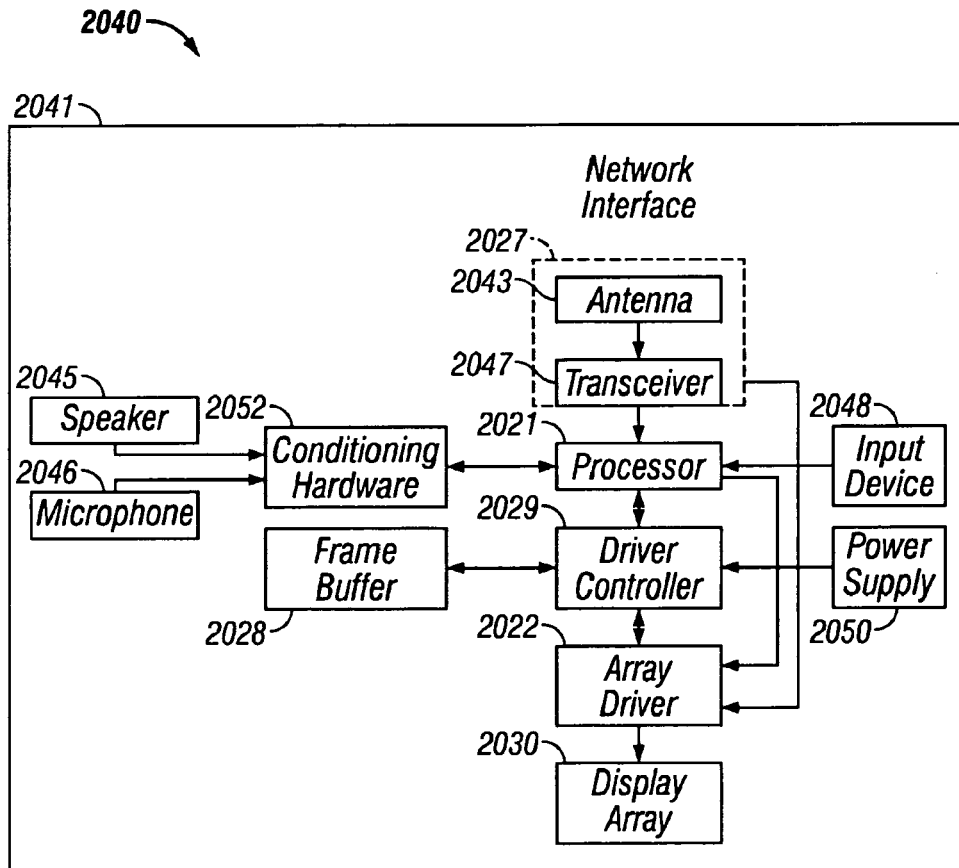 2040
2041
Network
Interface
2027
2043
Antenna
2047
Transceiver
2045
Speaker
2052
Conditioning
Hardware
2046
Microphone
2021
Processor
2048
Input
Device
2029
Driver
Controller
Frame
Buffer
2028
Power
Supply
2050
2022
Array
Driver
2030
Display
Array